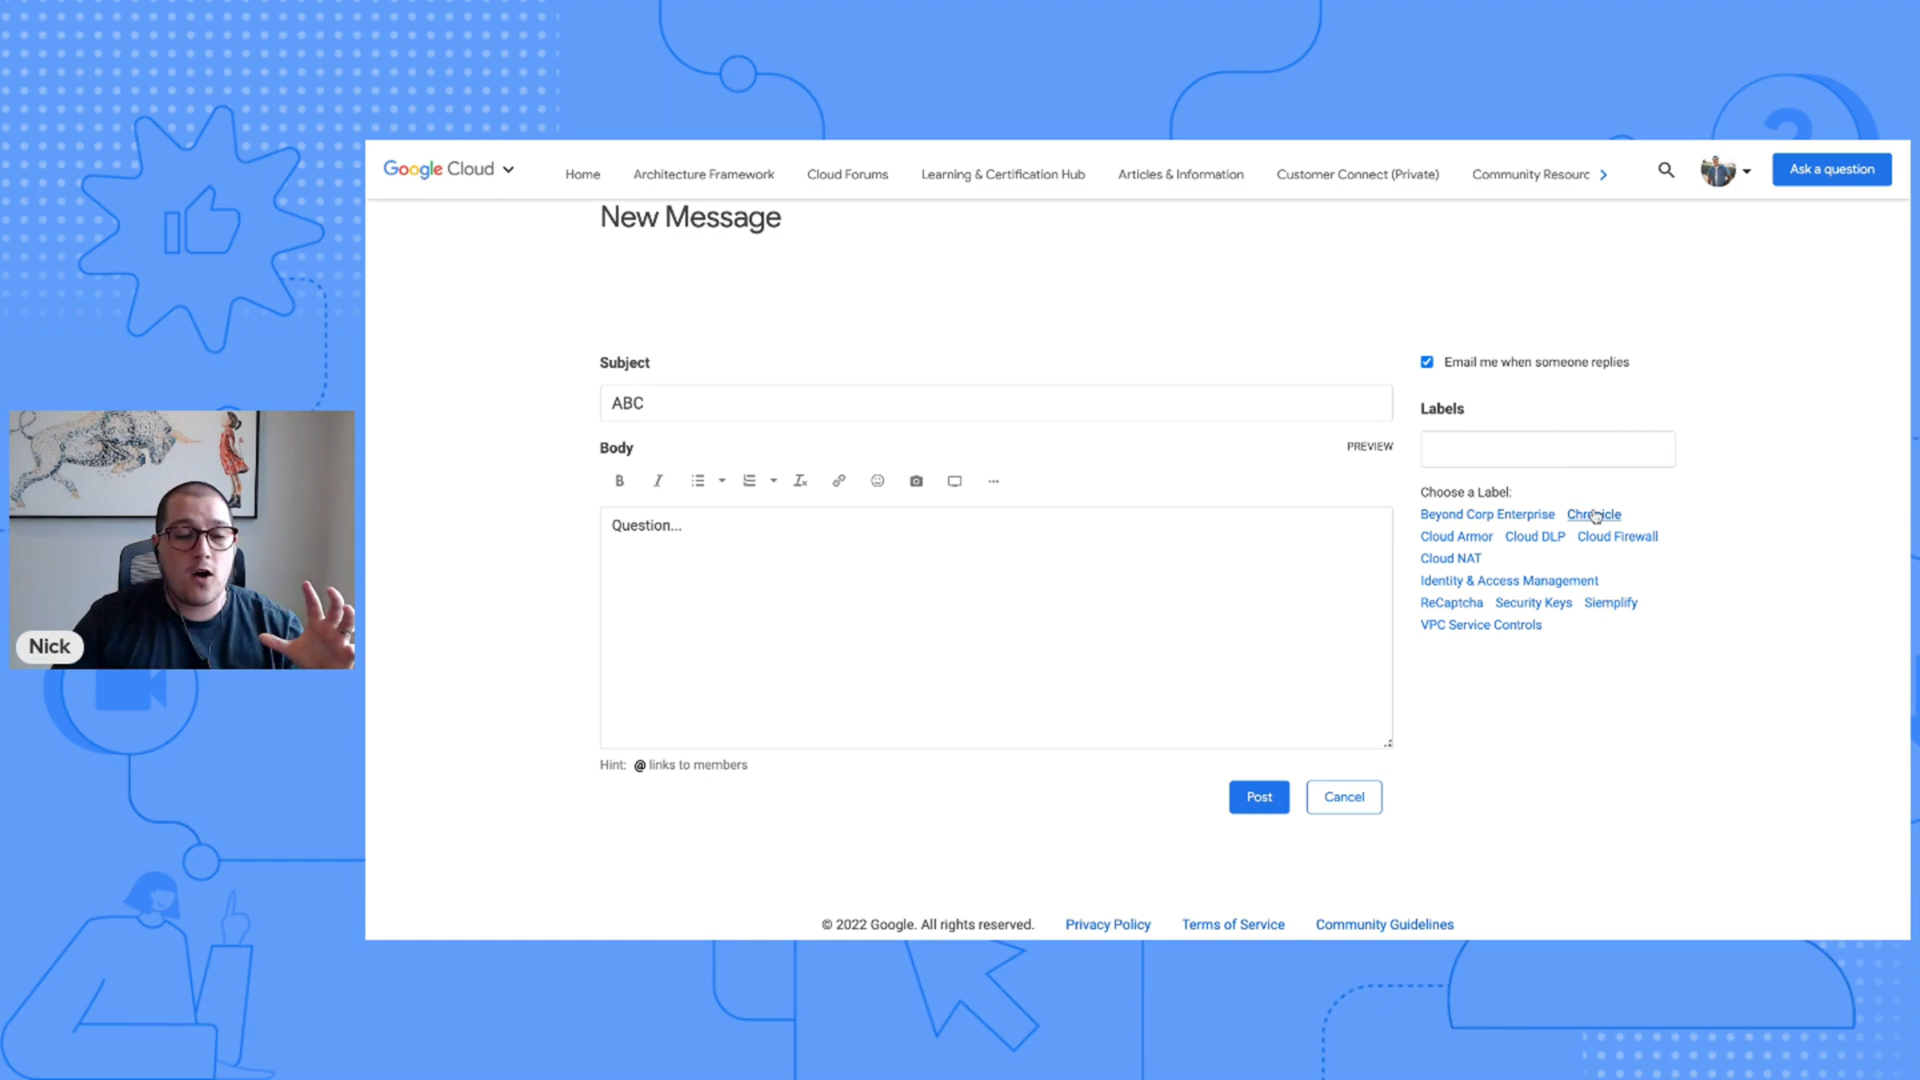 Google Cloud
Home
Architecture Framework
Cloud Forums
Learning & Certification Hub
Articles & Information
Customer Connect (Private)
Community Resourc
Ask a question
New Message
Subject
ABC
Body
PREVIEW
Question...
Hint: @ links to members
Post
Cancel
Email me when someone replies
Labels
Choose a Label:
Beyond Corp Enterprise Chronicle
Cloud Armor Cloud DLP Cloud Firewall
Cloud NAT
Identity & Access Management
ReCaptcha Security Keys Siemplify
VPC Service Controls
Nick
© 2022 Google. All rights reserved. Privacy Policy Terms of Service Community Guidelines